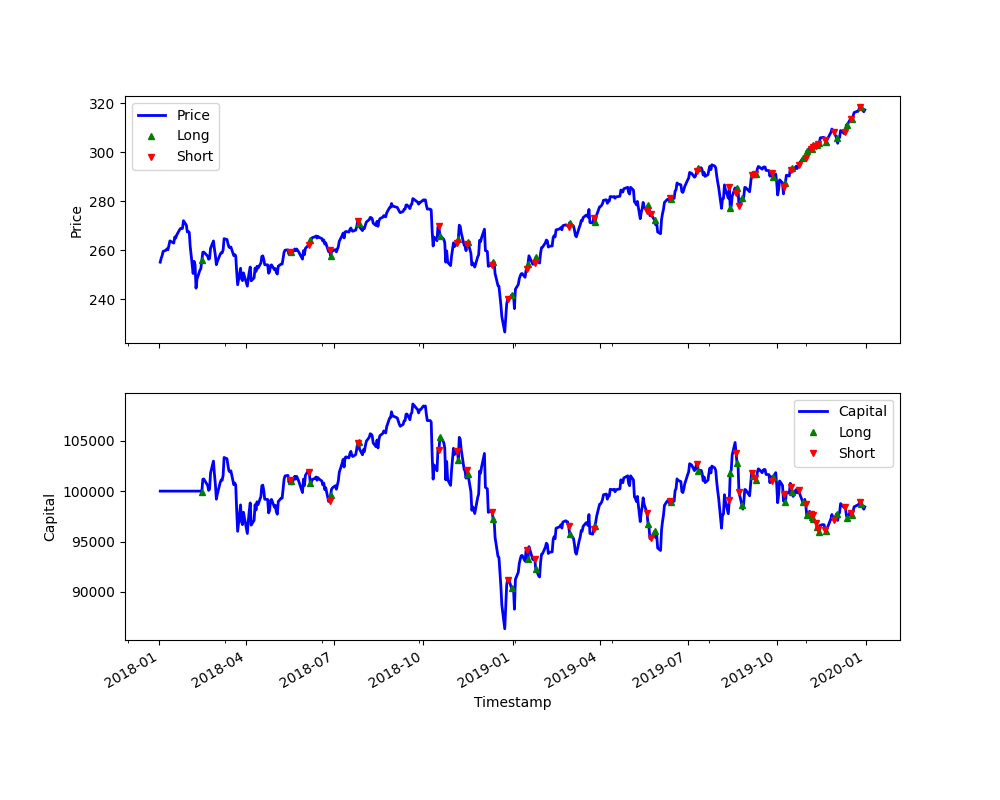 320
300
280
260
240
Price
Price
Long
Short
105000
100000
95000
90000
Capital
Capital
Long
Short
2018-01
2018-04
2018-07
2018-10
2019-01
2019-04
2019-07
2019-10
2020-01
Timestamp